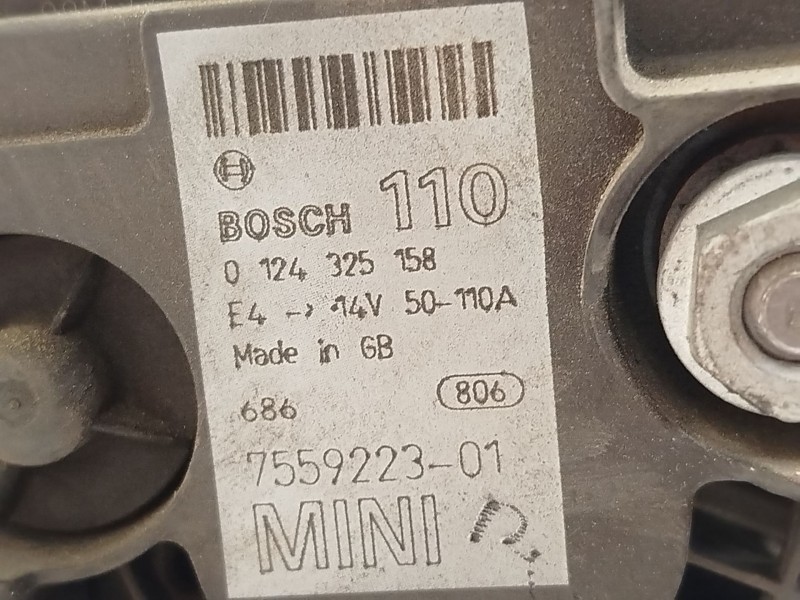 BOSCH 110
0 124 325 158
E4 -> 14V 50-110A
Made in GB
686 806
7559223-01
MINI